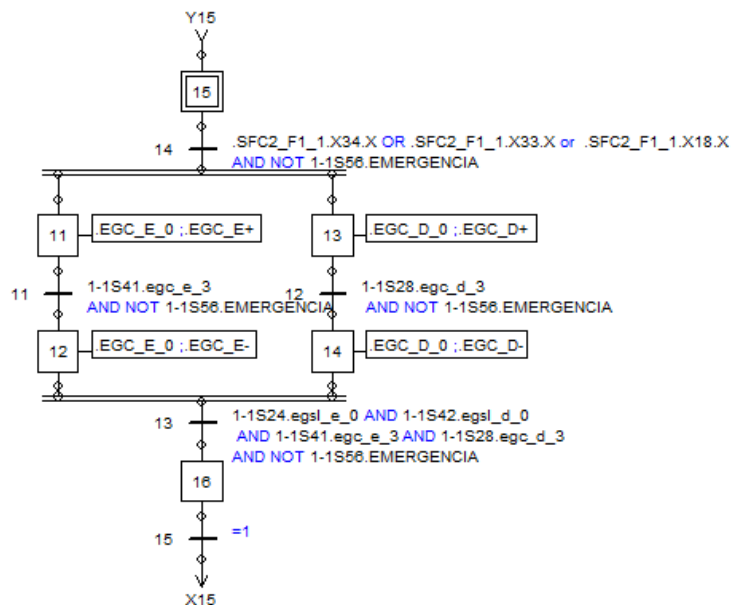 Y15
15
14
.SFC2_F1_1.X34.X OR .SFC2_F1_1.X33.X or .SFC2_F1_1.X18.X
AND NOT 1-1S56.EMERGENCIA
11
.EGC_E_0 ;.EGC_E+
13
.EGC_D_0 ;.EGC_D+
11
1-1S41.egc_e_3
AND NOT 1-1S56.EMERGENCIA
12
1-1S28.egc_d_3
AND NOT 1-1S56.EMERGENCIA
12
.EGC_E_0 ;.EGC_E-
14
.EGC_D_0 ;.EGC_D-
13
1-1S24.egsl_e_0 AND 1-1S42.egsl_d_0
AND 1-1S41.egc_e_3 AND 1-1S28.egc_d_3
AND NOT 1-1S56.EMERGENCIA
16
15
=1
X15